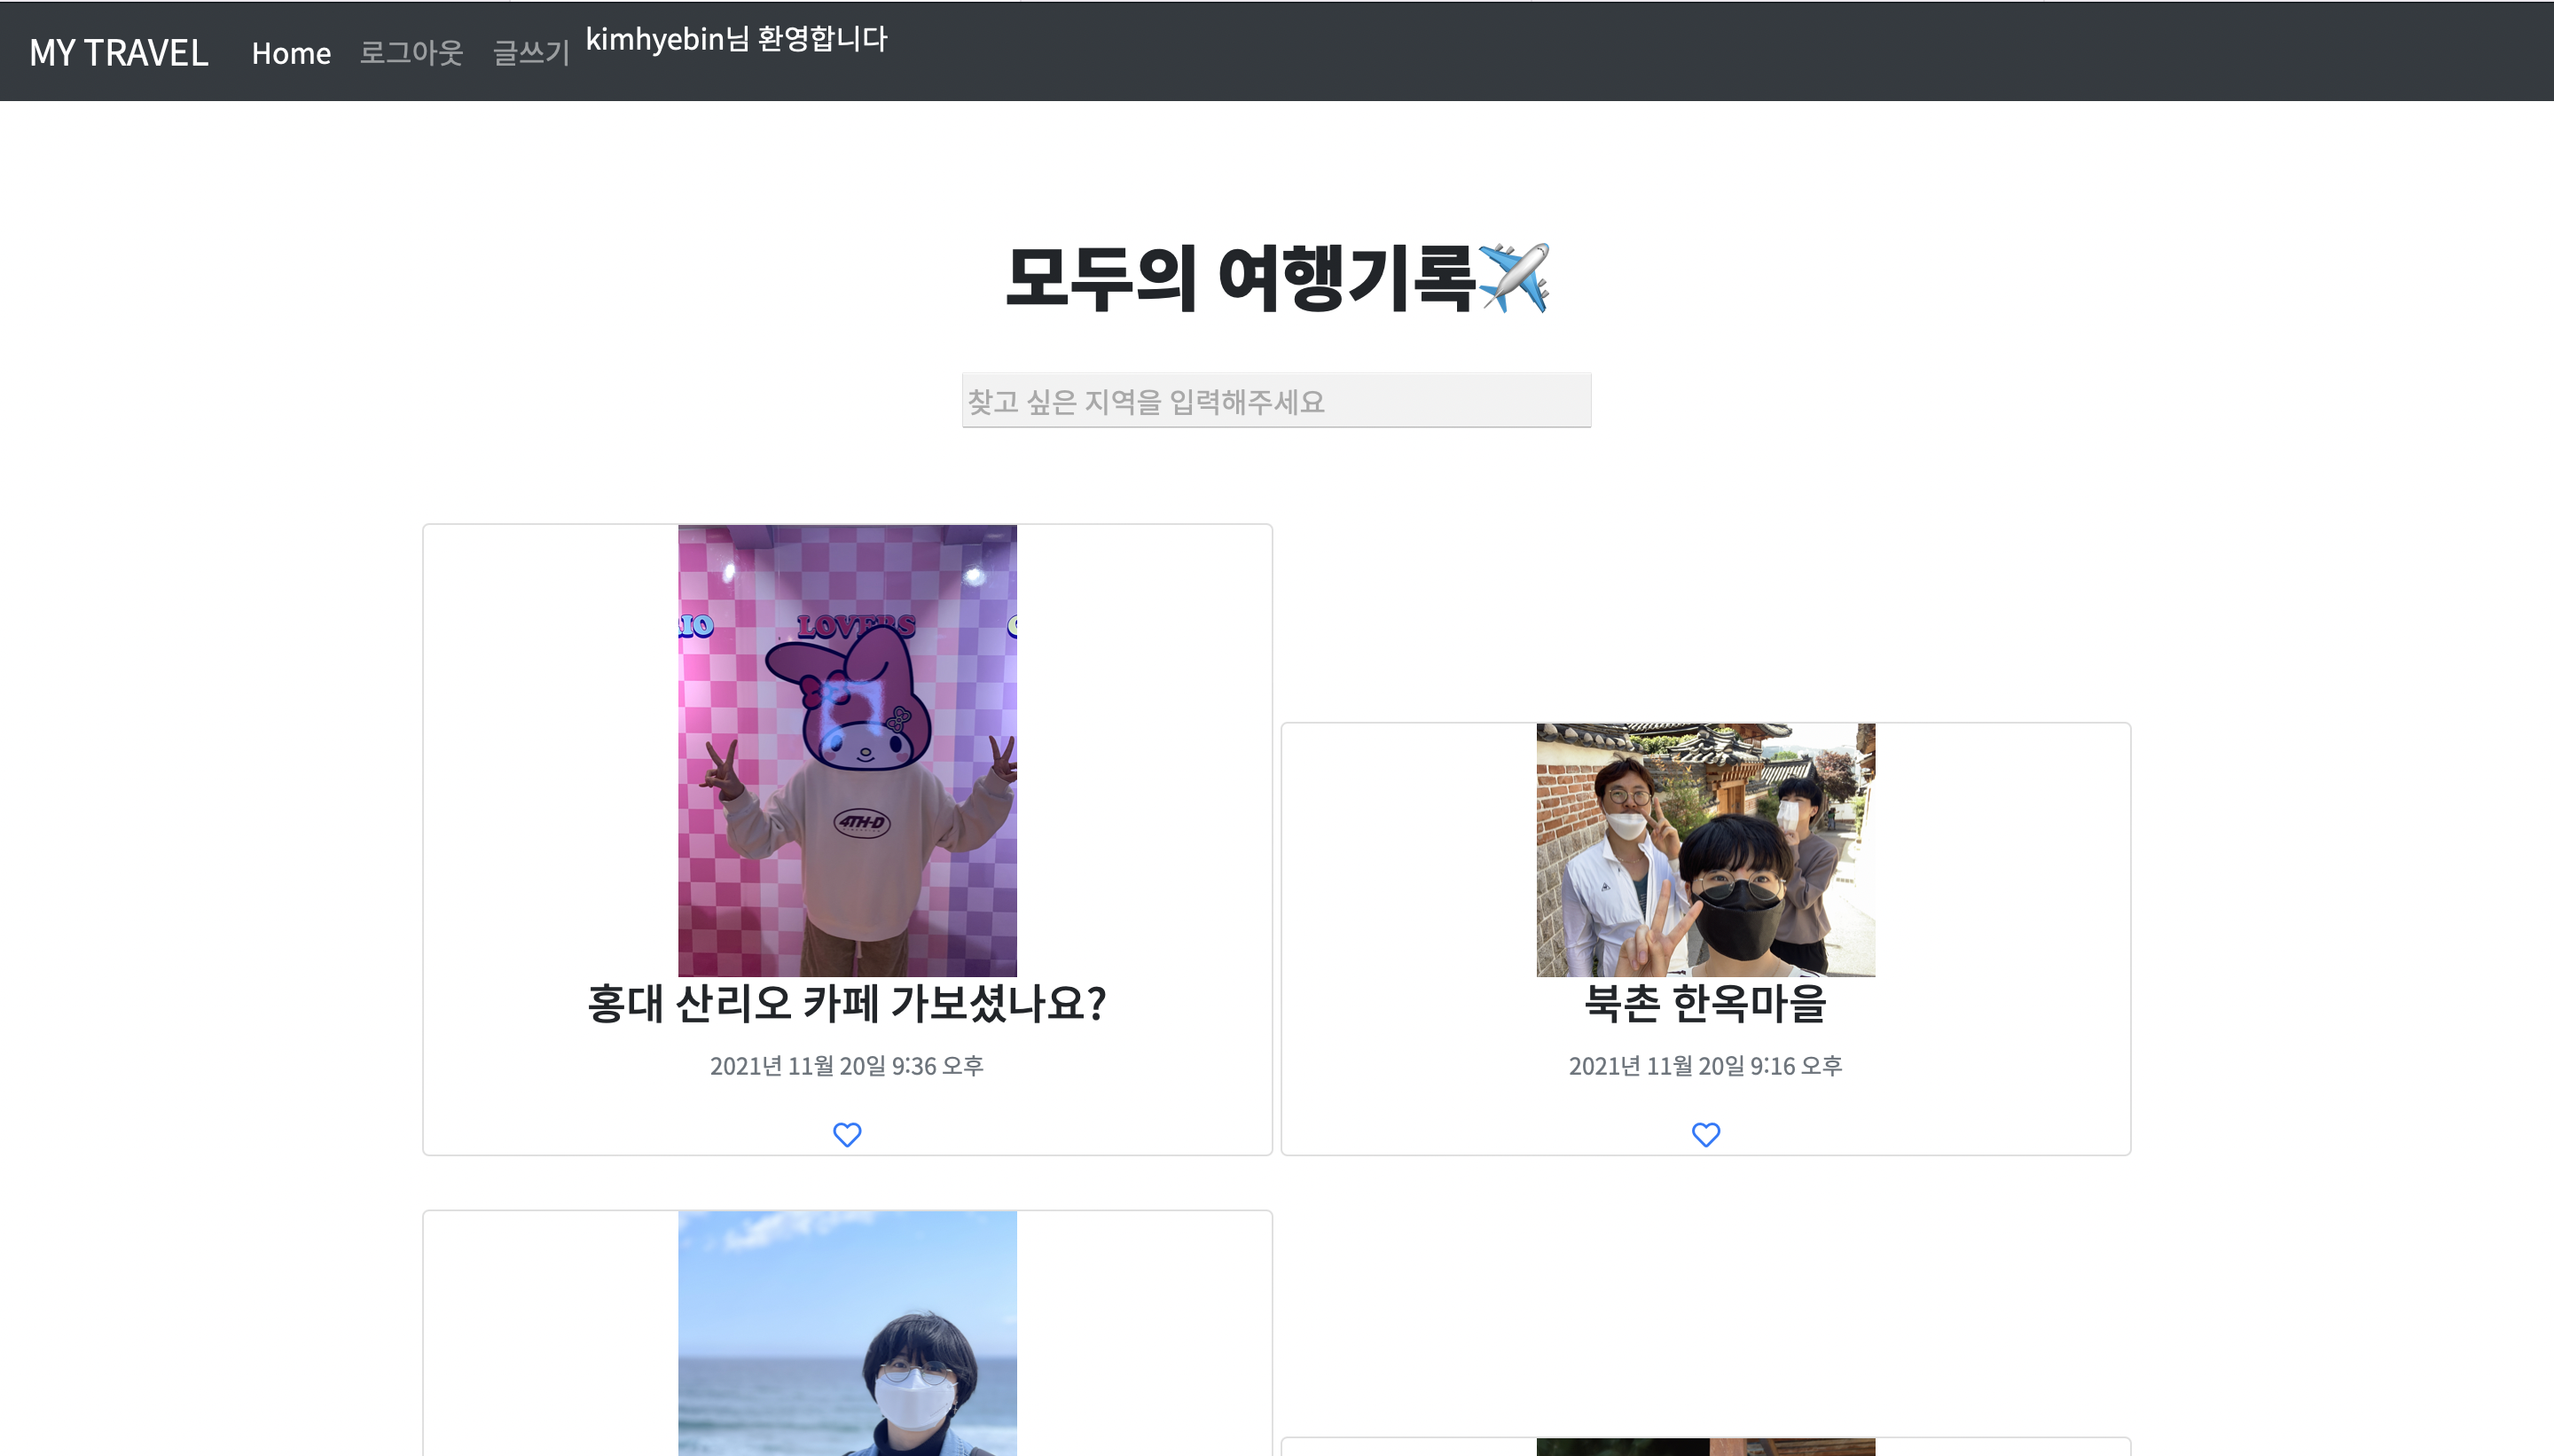 MY TRAVEL Home 로그아웃 글쓰기 kimhyebin님 환영합니다
모두의 여행기록✈️
찾고 싶은 지역을 입력해주세요
IO LOVERS
4TH-D
홍대 산리오 카페 가보셨나요?
2021년 11월 20일 9:36 오후
북촌 한옥마을
2021년 11월 20일 9:16 오후